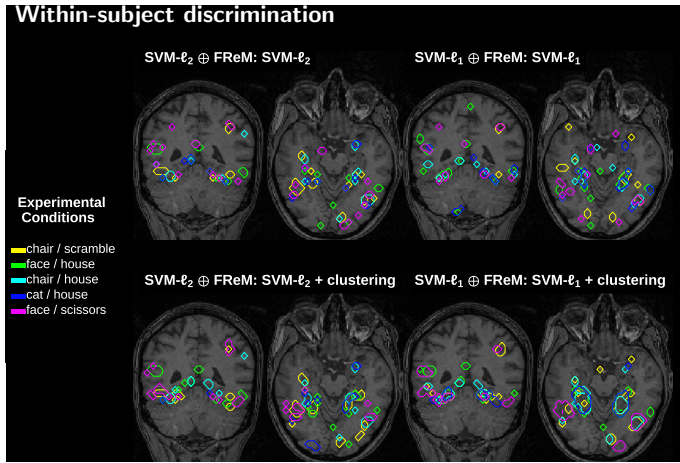 Within-subject discrimination
SVM-ℓ₂ ⊕ FReM: SVM-ℓ₂
SVM-ℓ₁ ⊕ FReM: SVM-ℓ₁
Experimental
Conditions
chair / scramble
face / house
chair / house
cat / house
face / scissors
SVM-ℓ₂ ⊕ FReM: SVM-ℓ₂ + clustering
SVM-ℓ₁ ⊕ FReM: SVM-ℓ₁ + clustering